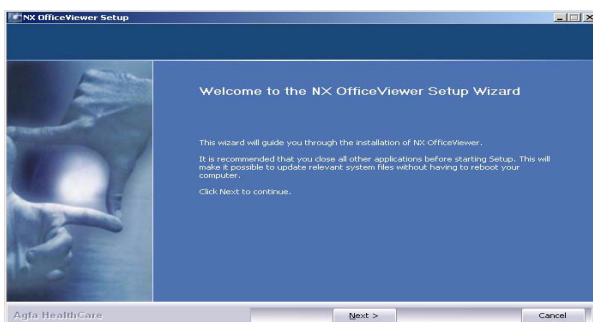 NX OfficeViewer Setup
Welcome to the NX OfficeViewer Setup Wizard
This wizard will guide you through the installation of NX OfficeViewer.
It is recommended that you close all other applications before starting Setup. This will
make it possible to update relevant system files without having to reboot your
computer.
Click Next to continue.
Agfa HealthCare
Next >
Cancel